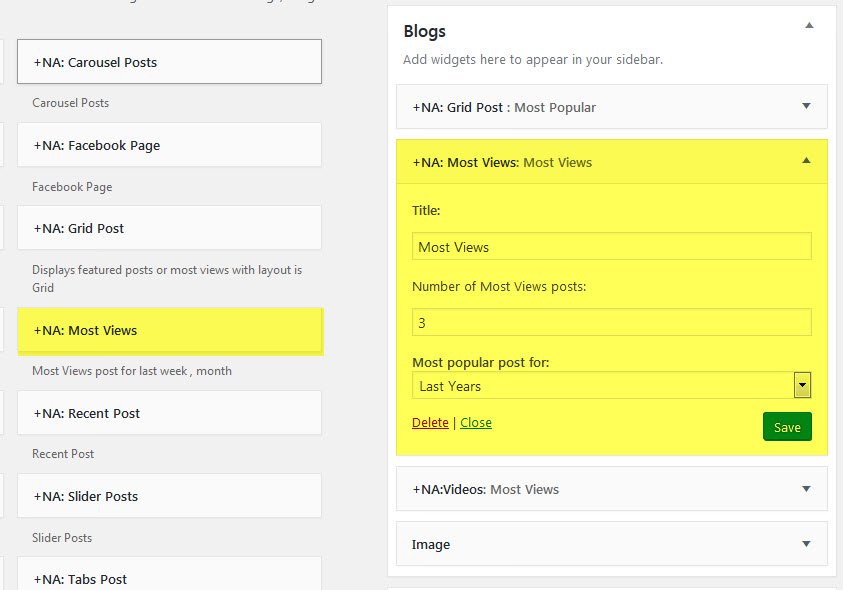 +NA: Carousel Posts
Carousel Posts
+NA: Facebook Page
Facebook Page
+NA: Grid Post
Displays featured posts or most views with layout is
Grid
+NA: Most Views
Most Views post for last week , month
+NA: Recent Post
Recent Post
+NA: Slider Posts
Slider Posts
+NA: Tabs Post
Blogs
Add widgets here to appear in your sidebar.
+NA: Grid Post : Most Popular
+NA: Most Views: Most Views
Title:
Most Views
Number of Most Views posts:
3
Most popular post for:
Last Years
Delete | Close
Save
+NA:Videos: Most Views
Image